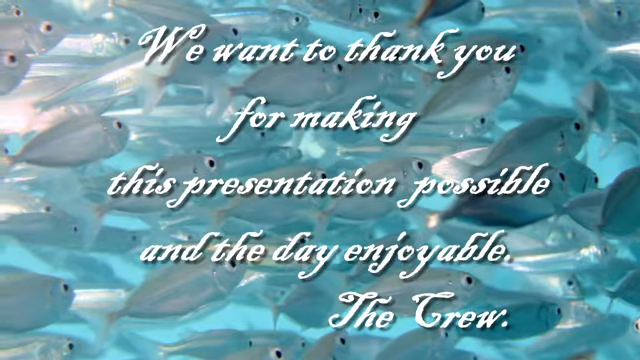 We want to thank you
for making
this presentation possible
and the day enjoyable.
The Crew.